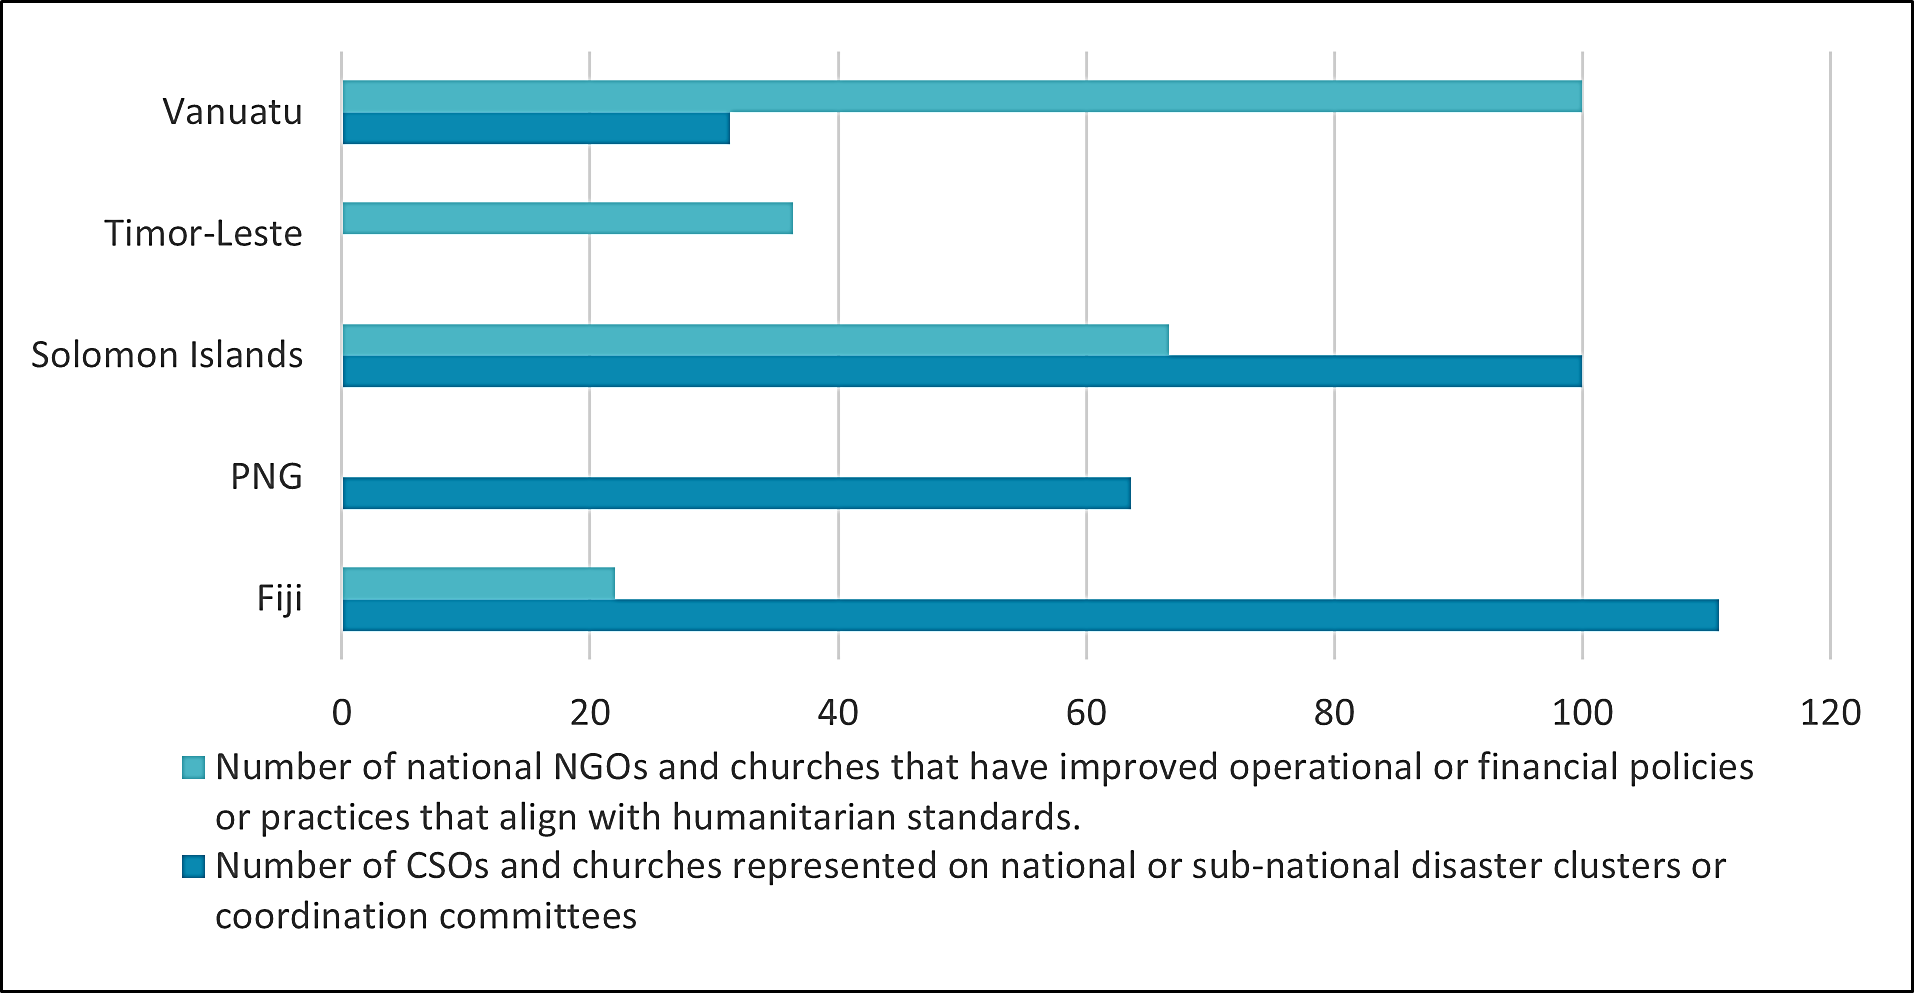 Vanuatu
Timor-Leste
Solomon Islands
PNG
Fiji
0 20 40 60 80 100 120
Number of national NGOs and churches that have improved operational or financial policies
or practices that align with humanitarian standards.
Number of CSOs and churches represented on national or sub-national disaster clusters or
coordination committees